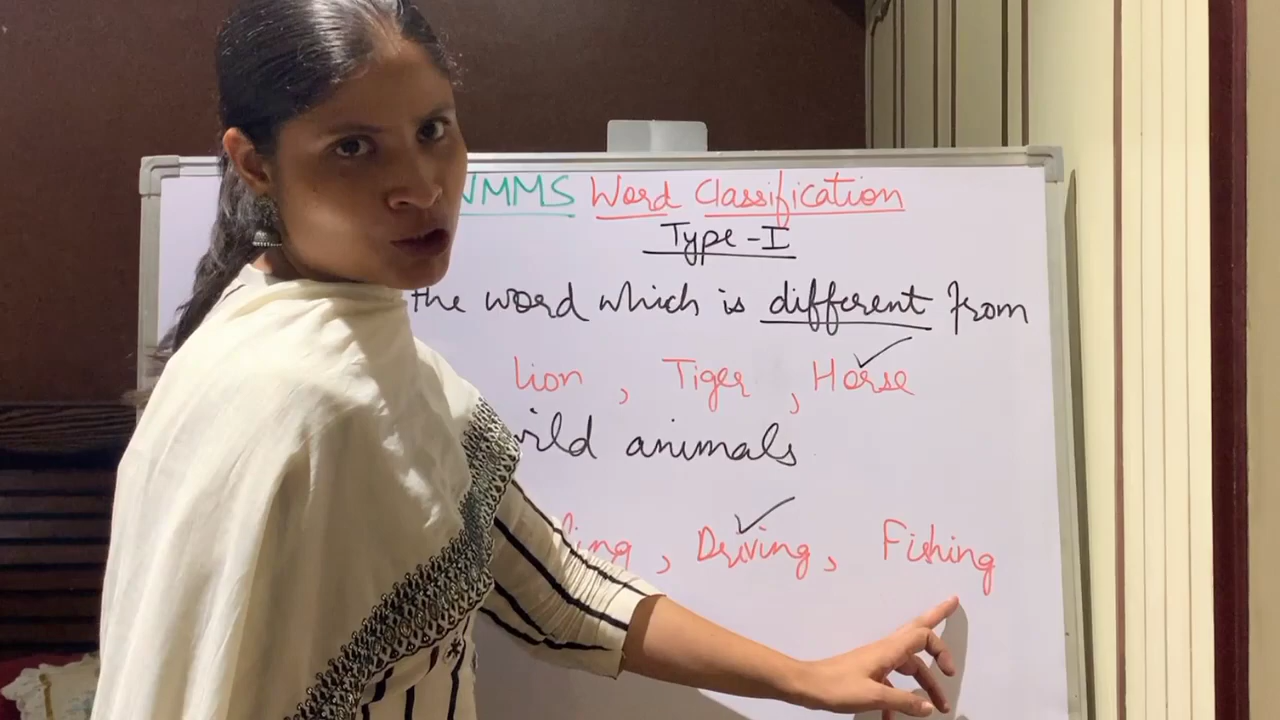 NMMS Word Classification
Type-I
the word which is different from
lion, Tiger, Horse
wild animals
Driving, Fishing